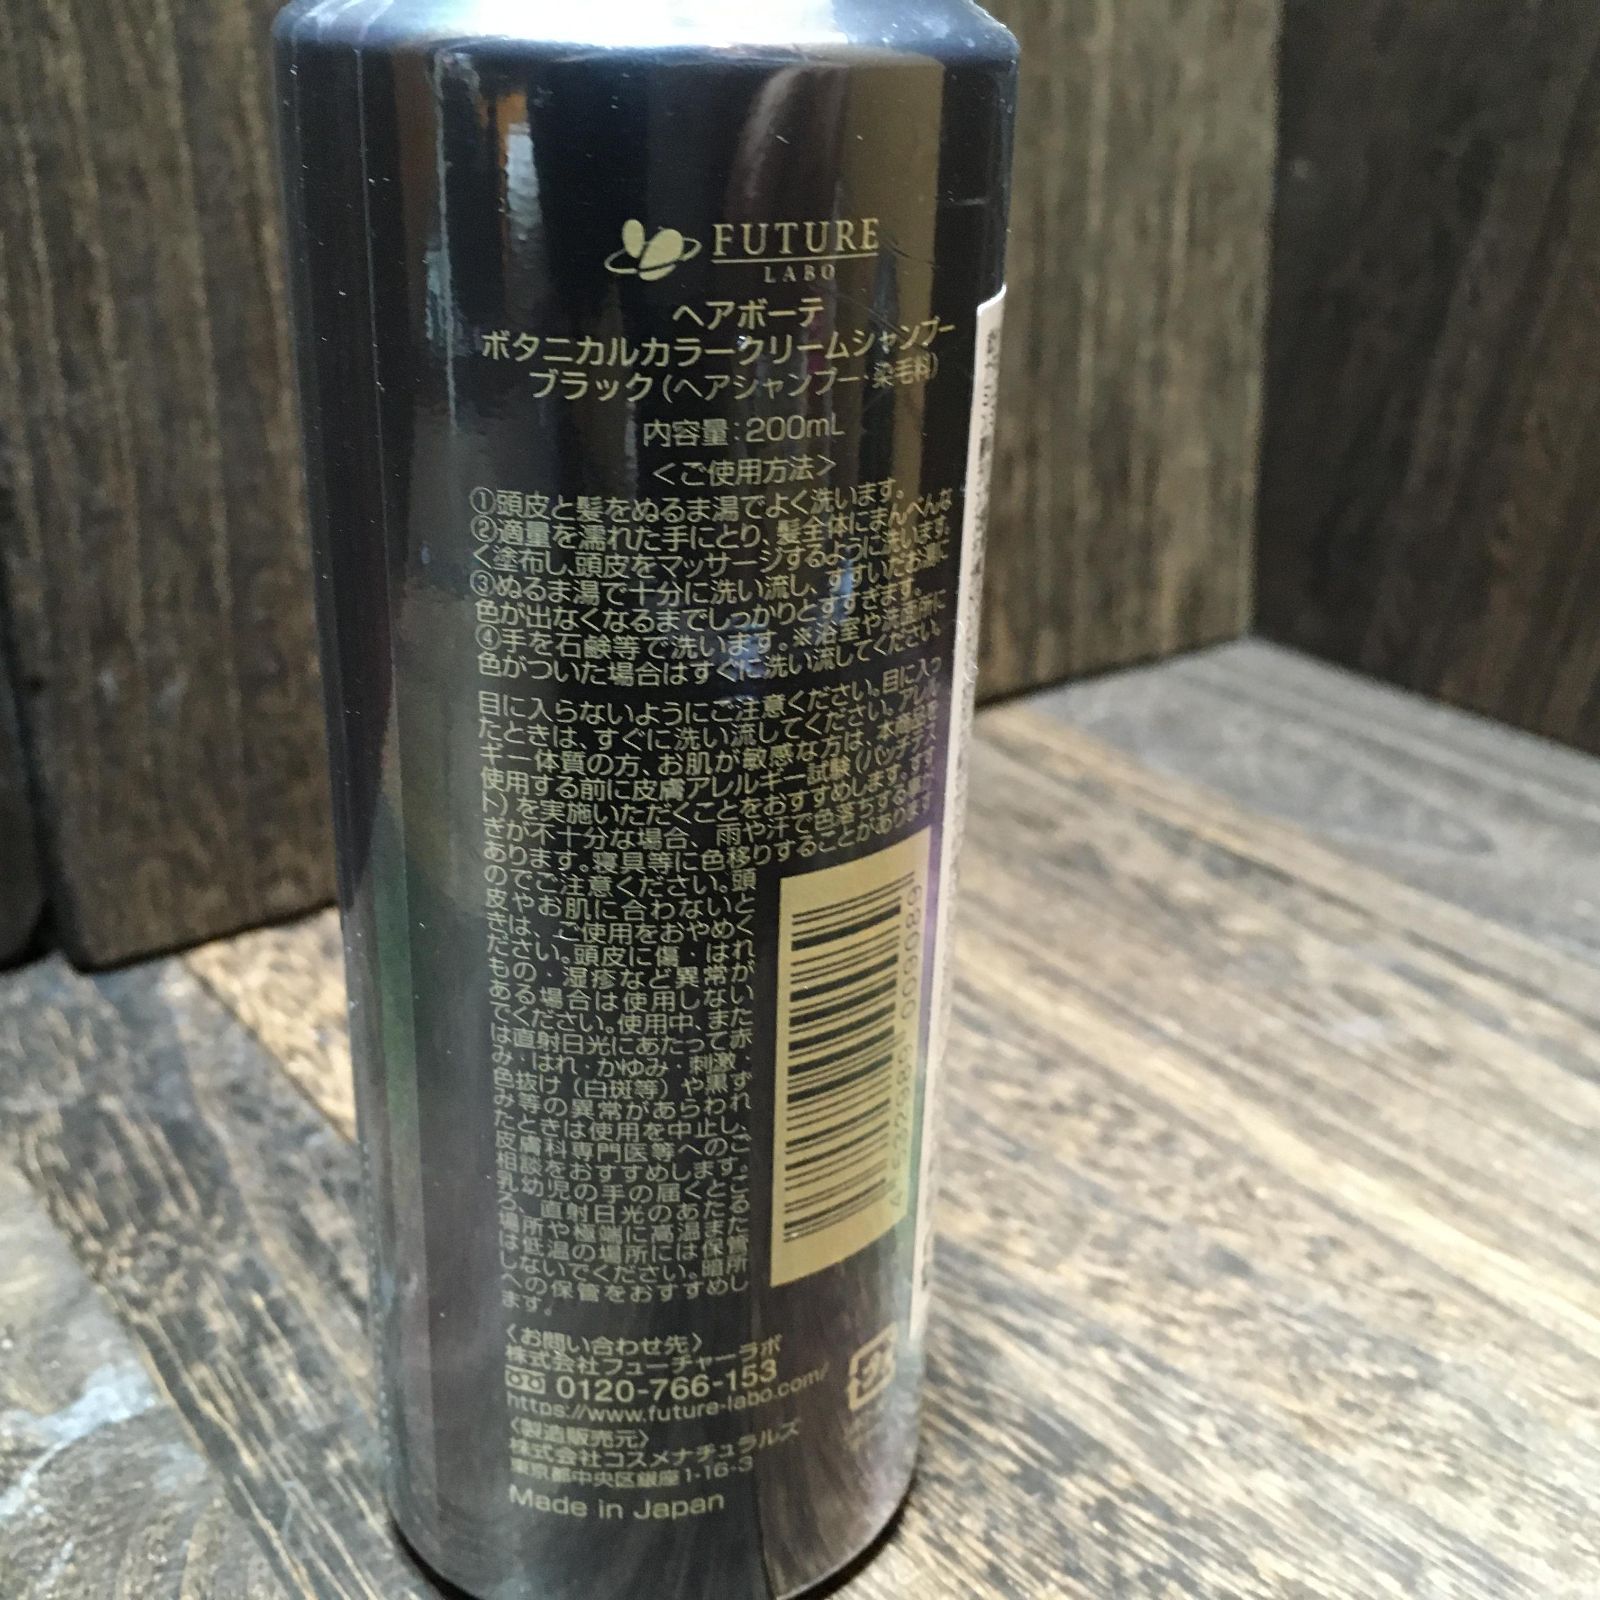 FUTURE
LABO
ヘアボーテ
ボタニカルカラークリームシャンプー
ブラック(ヘアシャンプー・染毛料)
内容量:200mL
<ご使用方法>
①頭皮と髪をぬるま湯でよく洗います。
②適量を濡れた手にとり、髪全体にまんべんな
く塗布し、頭皮をマッサージするように洗います。
③ぬるま湯で十分に洗い流し、すすいだお湯に
色が出なくなるまでしっかりとすすぎます。
④手を石鹸等で洗います。※浴室や洗面所に
色がついた場合はすぐに洗い流してください。
目に入らないようにご注意ください。目に入っ
たときは、すぐに洗い流してください。アレル
ギー体質の方、お肌が敏感な方は、本商品を
使用する前に皮膚アレルギー試験(パッチテス
ト)を実施いただくことをおすすめします。すす
ぎが不十分な場合、雨や汗で色落ちする事が
あります。寝具等に色移りすることがあります
のでご注意ください。頭
皮やお肌に合わないと
きは、ご使用をおやめく
ださい。頭皮に傷・はれ
もの・湿疹など異常が
ある場合は使用しない
でください。使用中、また
は直射日光にあたって赤
み・はれ・かゆみ・刺激・
色抜け(白斑等)や黒ず
み等の異常があらわれ
たときは使用を中止し、
皮膚科専門医等へのご
相談をおすすめします。
乳幼児の手の届くとこ
ろ、直射日光のあたる
場所や極端に高温また
は低温の場所には保管
しないでください。暗所
への保管をおすすめし
ます。
4 532989 009089
<お問い合わせ先>
株式会社フューチャーラボ
0120-766-153
https://www.future-labo.com/
<製造販売元>
株式会社コスメナチュラルズ
東京都中央区銀座1-16-3
Made in Japan